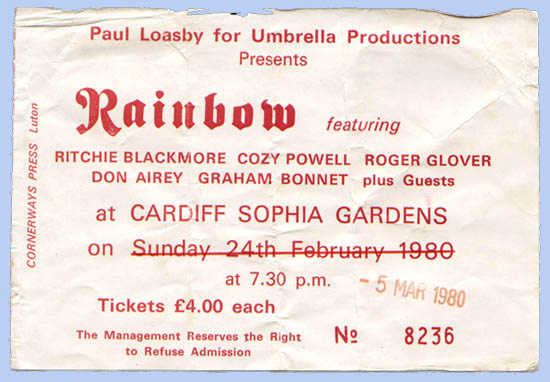 Paul Loasby for Umbrella Productions
Presents
Rainbow featuring
RITCHIE BLACKMORE COZY POWELL ROGER GLOVER
DON AIREY GRAHAM BONNET plus Guests
at CARDIFF SOPHIA GARDENS
on Sunday 24th February 1980
at 7.30 p.m. - 5 MAR 1980
Tickets £4.00 each
The Management Reserves the Right
to Refuse Admission
Nº 8236
CORNERWAYS PRESS Luton